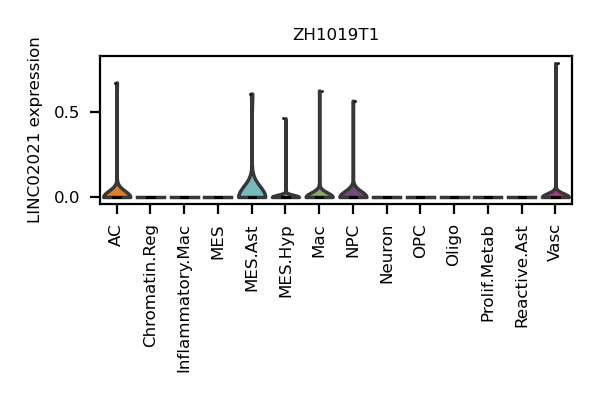 ZH1019T1
LINC02021 expression
0.5
0.0
AC
Chromatin.Reg
Inflammatory.Mac
MES
MES.Ast
MES.Hyp
Mac
NPC
Neuron
OPC
Oligo
Prolif.Metab
Reactive.Ast
Vasc